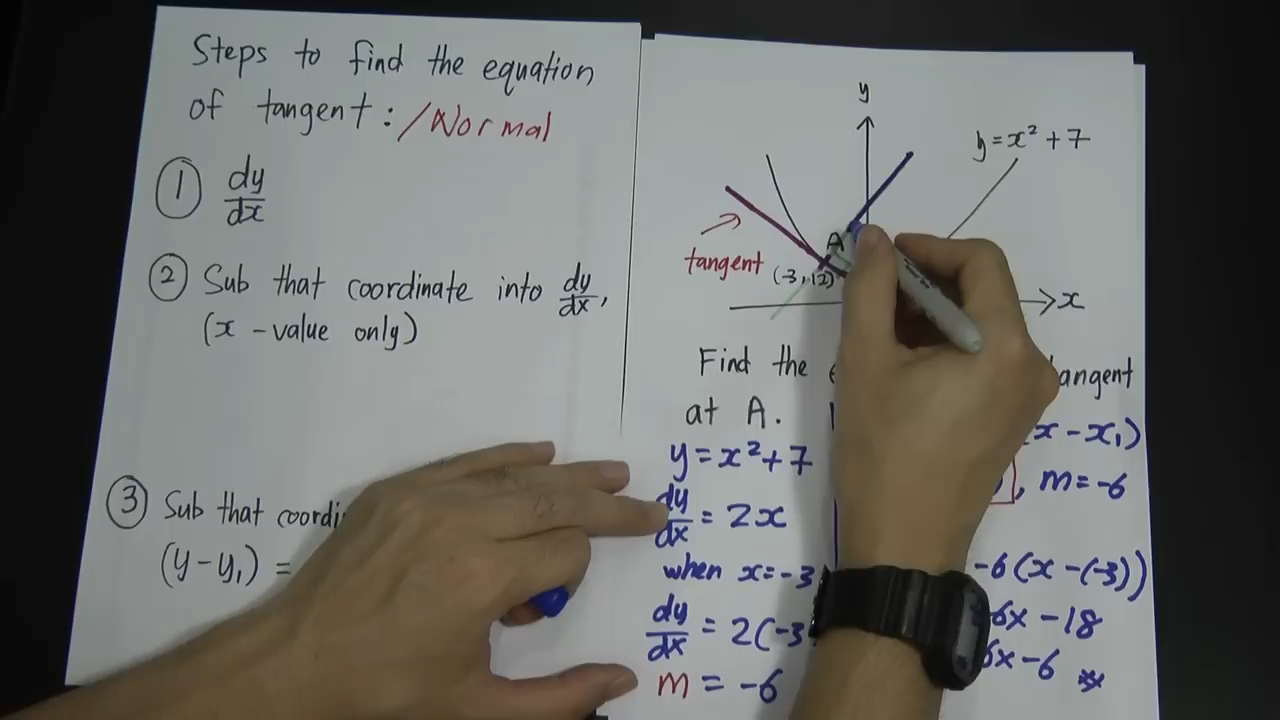 Steps to find the equation
of tangent : /Normal
① dy/dx
② Sub that coordinate into dy/dx,
(x - value only)
③ Sub that coordi
(y-y₁) =
y
y = x² + 7
A
tangent
(-3, 12)
x
Find the
tangent
at A.
(x - x₁)
y = x² + 7
, m = -6
dy/dx = 2x
when x = -3
-6(x - (-3))
dy/dx = 2(-3
6x - 18
m = -6
6x - 6